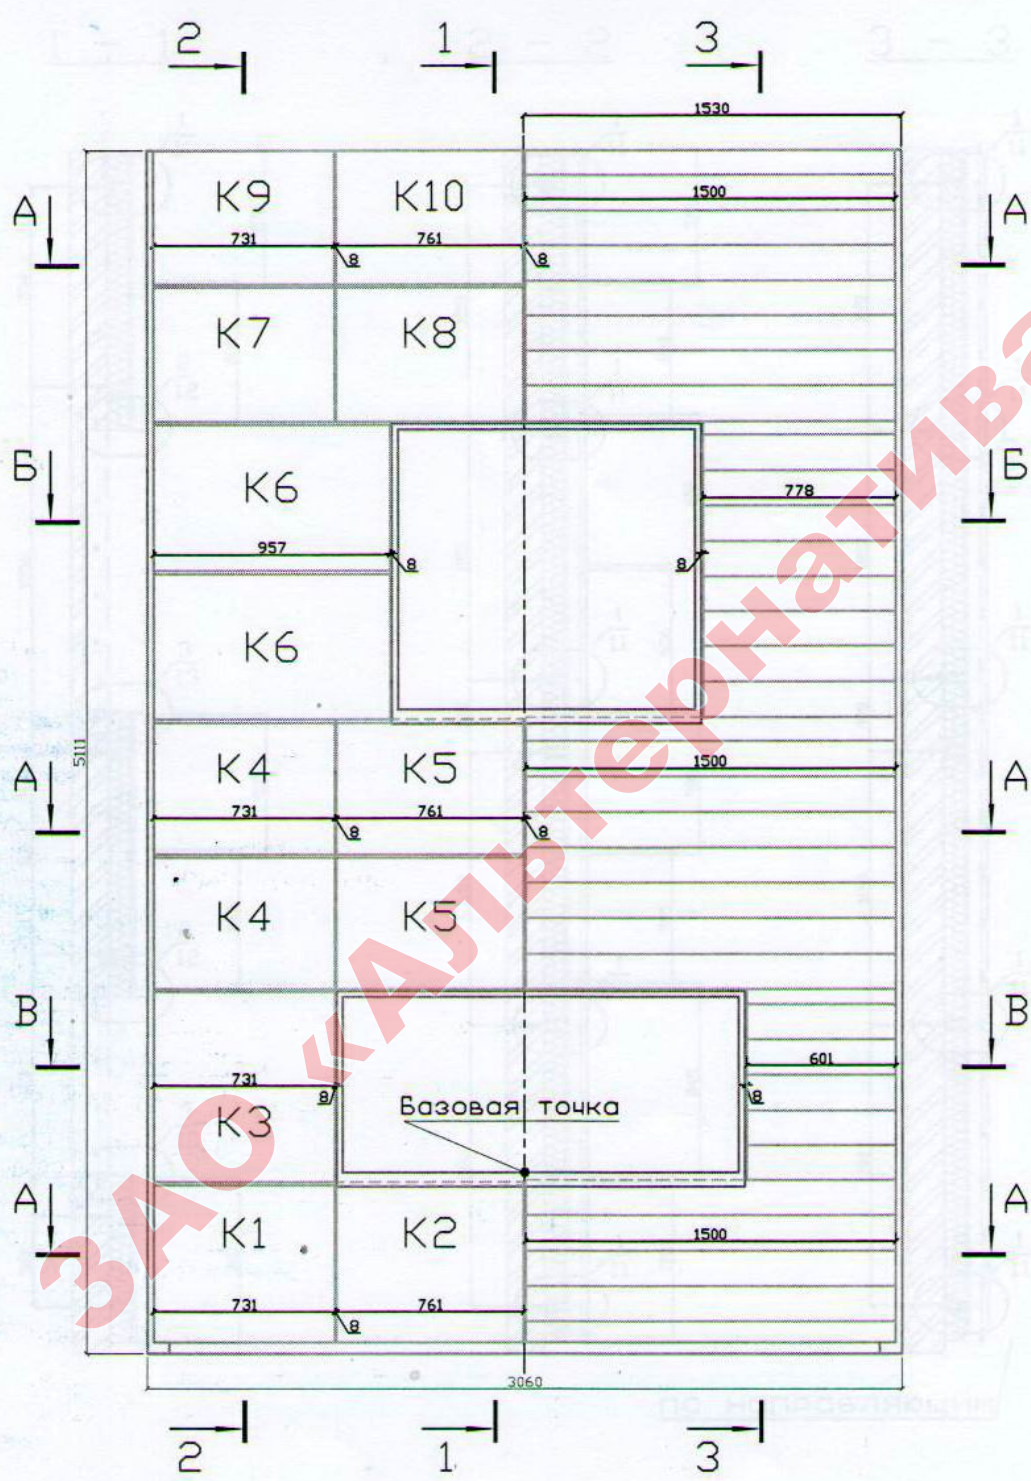 2 1 3
1530
К9 К10
1500
А А
731 761
8 8
К7 К8
Б Б
К6
778
957
8 8
К6
5111
К4 К5
1500
А А
731 761
8 8
К4 К5
В В
601
731
8 8
Базовая точка
К3
А А
К1 К2
1500
731 761
8
3060
2 1 3
ЗАО «Альтернатива